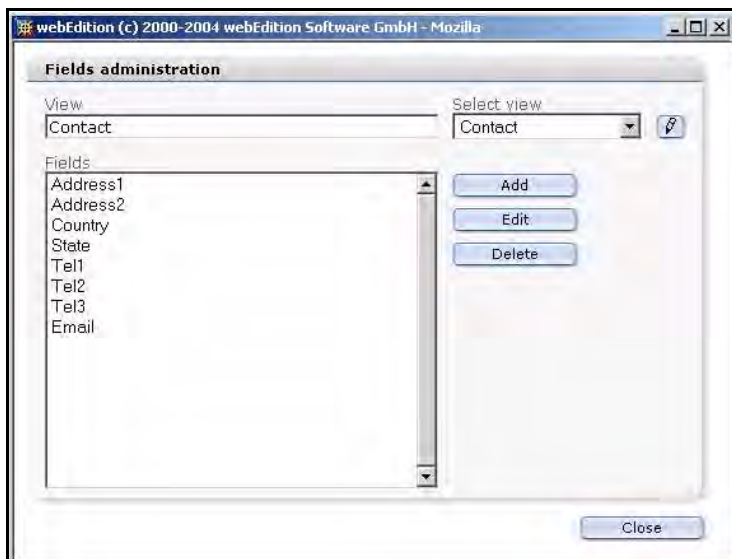 webEdition (c) 2000-2004 webEdition Software GmbH - Mozilla
Fields administration
View
Select view
Contact
Contact
Fields
Address1
Address2
Country
State
Tel1
Tel2
Tel3
Email
Add
Edit
Delete
Close